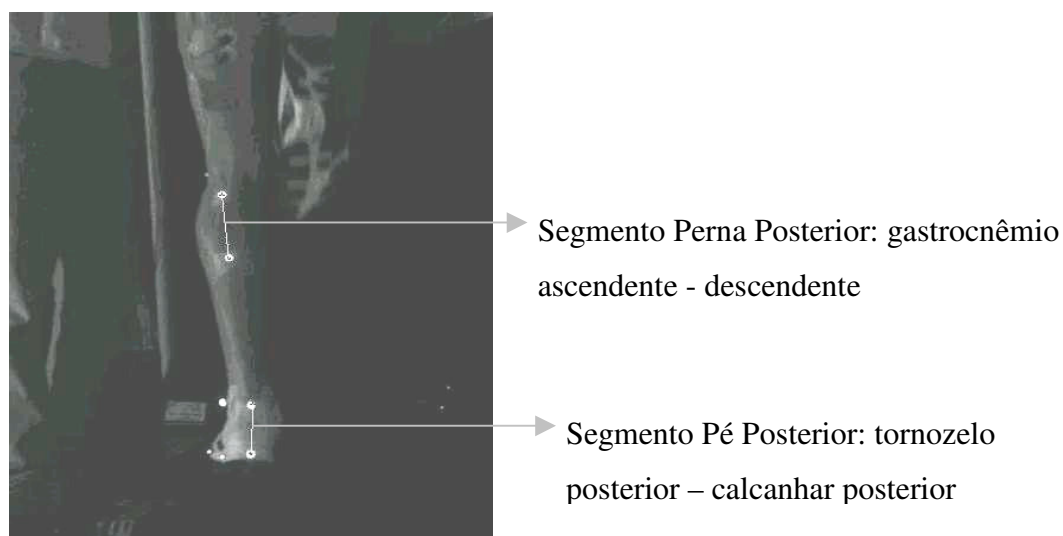 Segmento Perna Posterior: gastrocnêmio
ascendente - descendente
Segmento Pé Posterior: tornozelo
posterior – calcanhar posterior